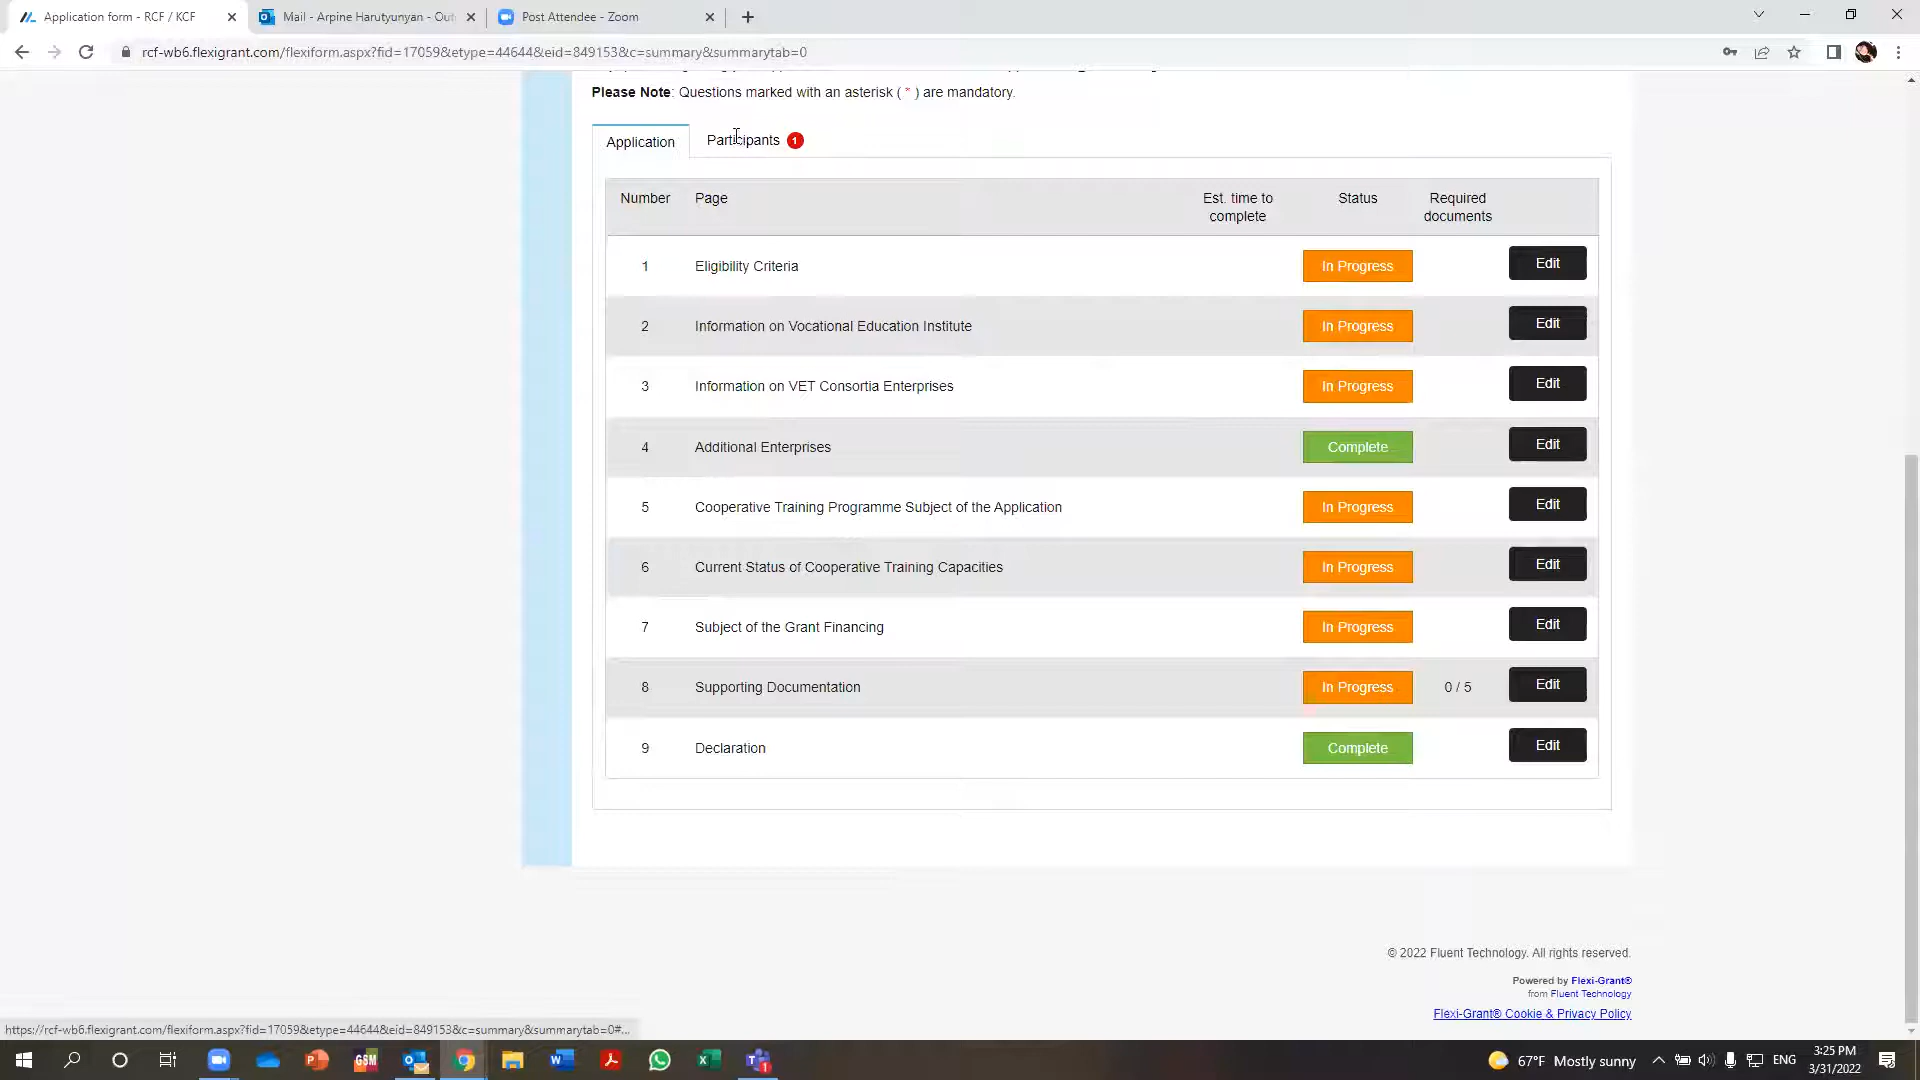 Application form - RCF / KCF
Mail - Arpine Harutyunyan - Out
Post Attendee - Zoom
rcf-wb6.flexigrant.com/flexiform.aspx?fid=17059&etype=44644&eid=849153&c=summary&summarytab=0
Please Note: Questions marked with an asterisk ( * ) are mandatory.
Application Participants 1
Number Page Est. time to complete Status Required documents
1 Eligibility Criteria In Progress Edit
2 Information on Vocational Education Institute In Progress Edit
3 Information on VET Consortia Enterprises In Progress Edit
4 Additional Enterprises Complete Edit
5 Cooperative Training Programme Subject of the Application In Progress Edit
6 Current Status of Cooperative Training Capacities In Progress Edit
7 Subject of the Grant Financing In Progress Edit
8 Supporting Documentation In Progress 0 / 5 Edit
9 Declaration Complete Edit
© 2022 Fluent Technology. All rights reserved.
Powered by Flexi-Grant®
from Fluent Technology
Flexi-Grant® Cookie & Privacy Policy
https://rcf-wb6.flexigrant.com/flexiform.aspx?fid=17059&etype=44644&eid=849153&c=summary&summarytab=0#...
GSM
67°F Mostly sunny
ENG
3:25 PM
3/31/2022